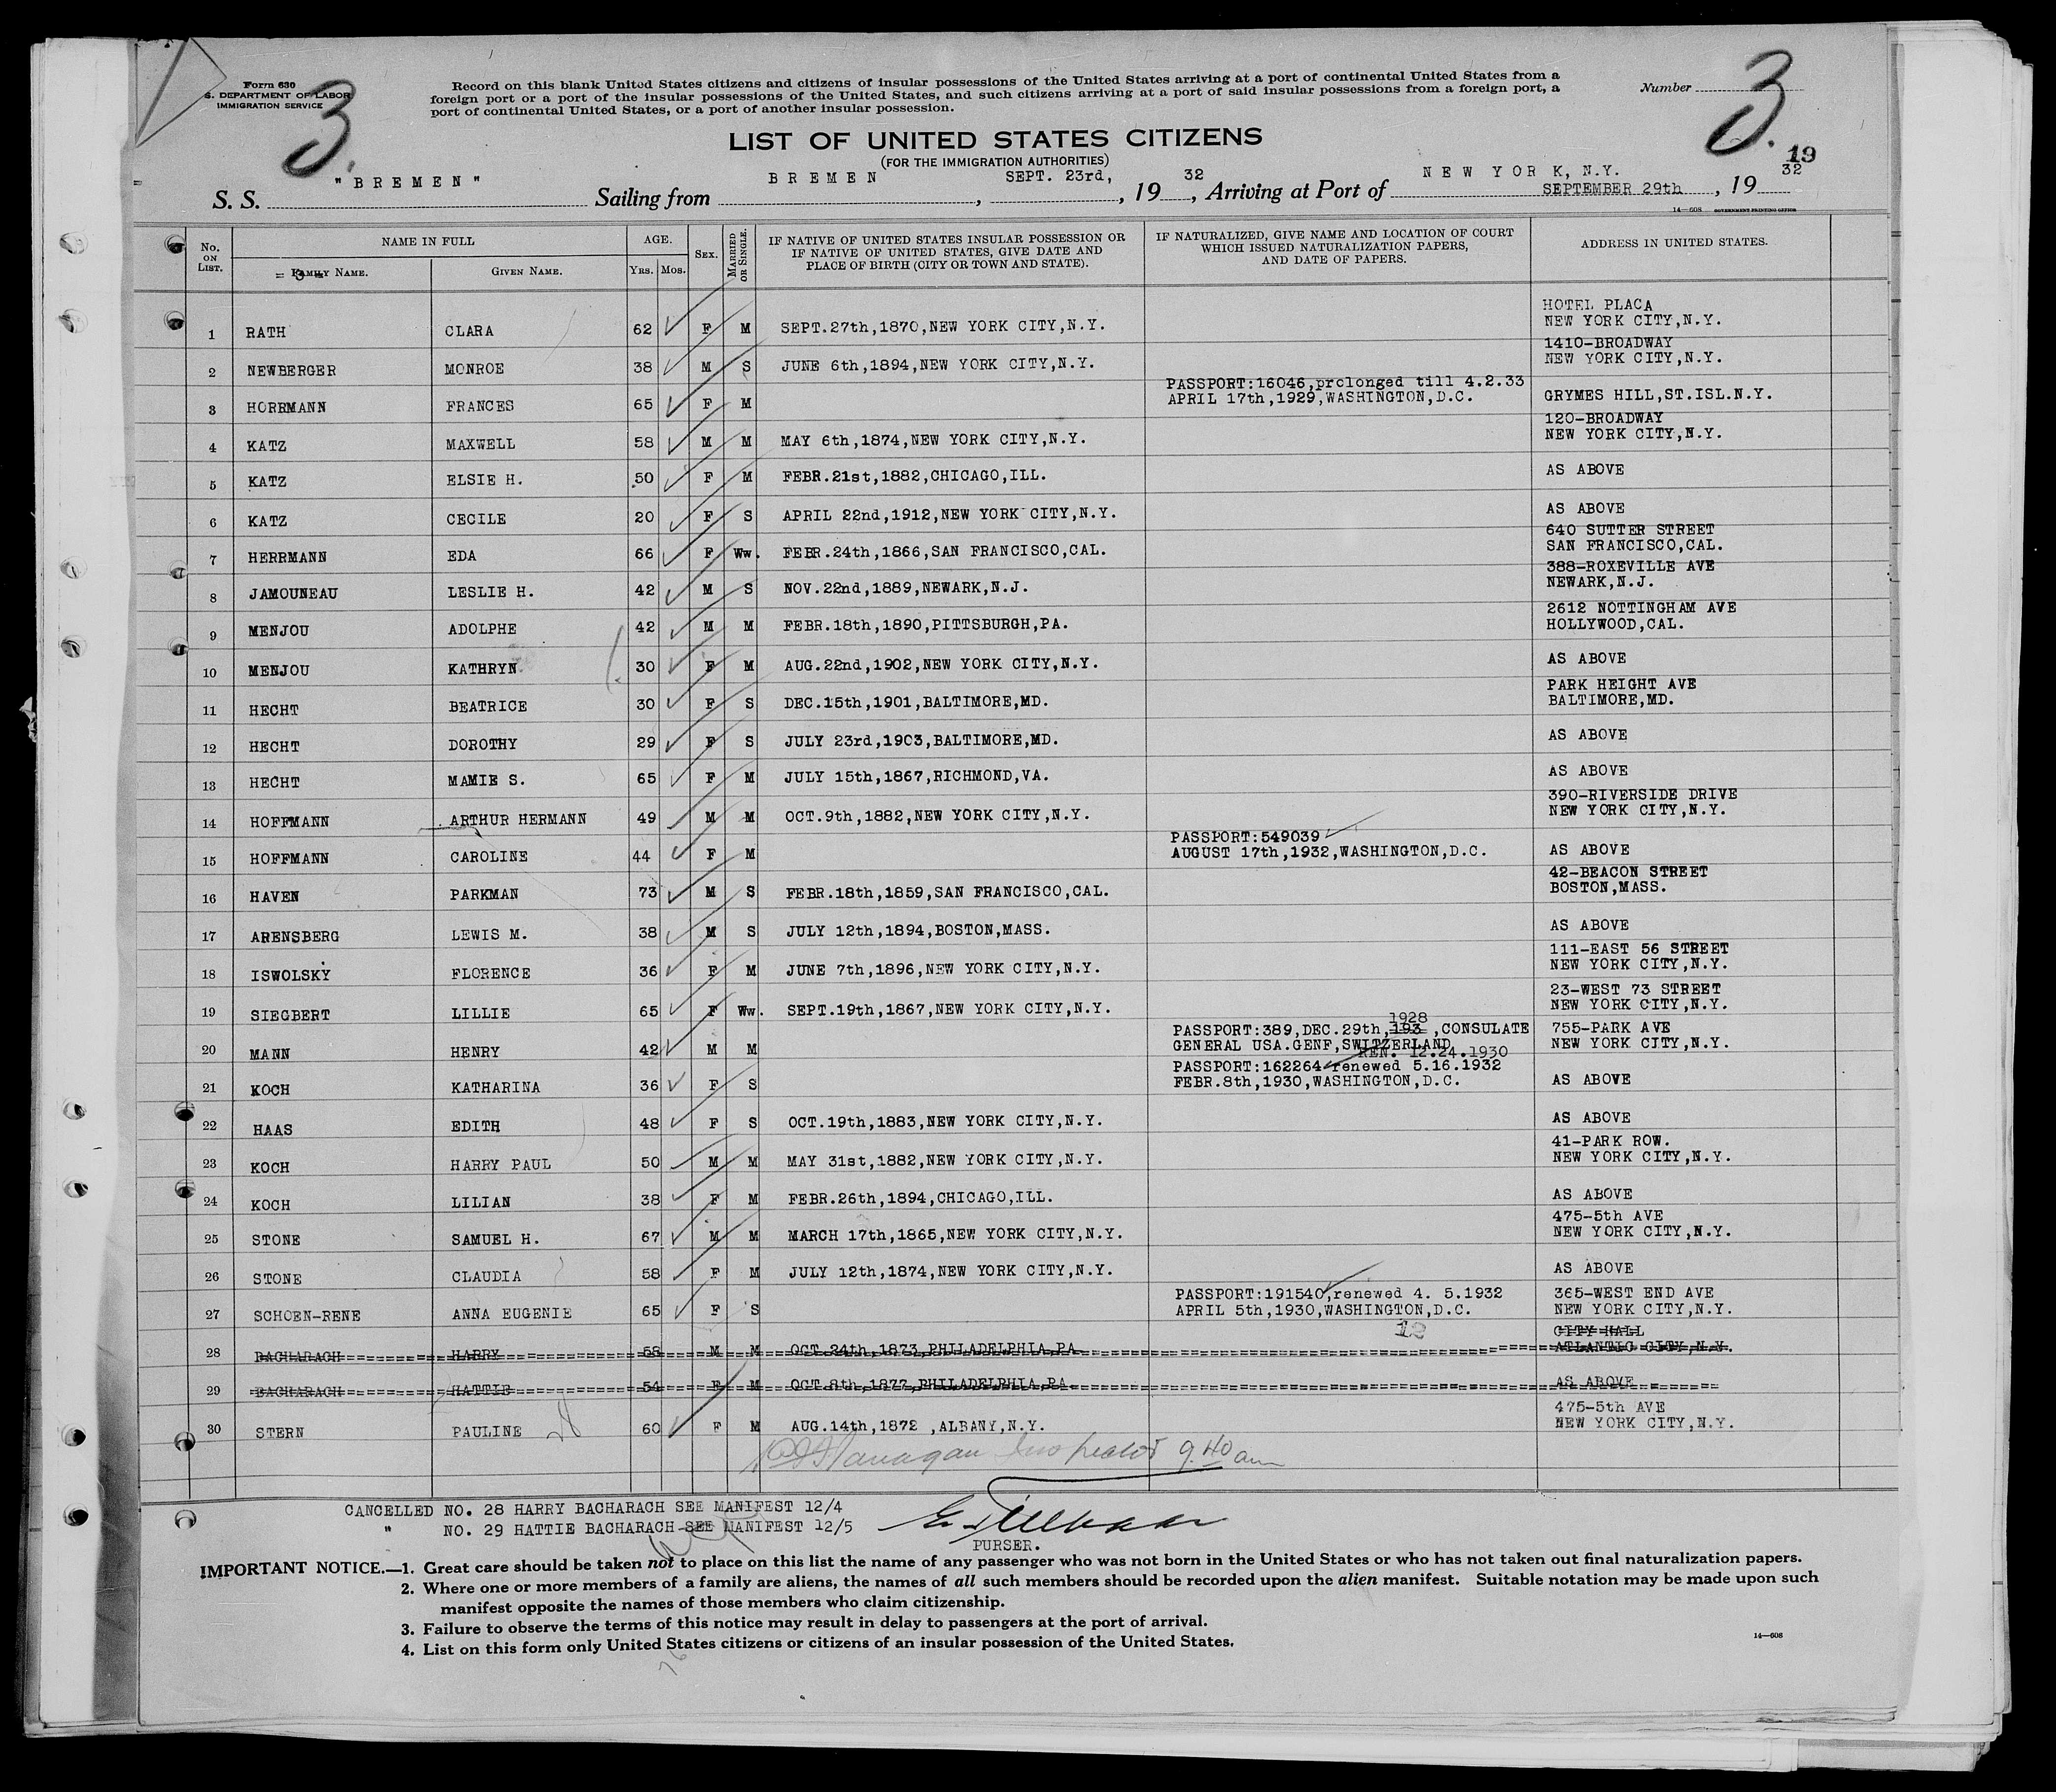 Form 630
S. DEPARTMENT OF LABOR
IMMIGRATION SERVICE
3.
Record on this blank United States citizens and citizens of insular possessions of the United States arriving at a port of continental United States from a
foreign port or a port of the insular possessions of the United States, and such citizens arriving at a port of said insular possessions from a foreign port, a
port of continental United States, or a port of another insular possession.
Number
3.
19
LIST OF UNITED STATES CITIZENS
(FOR THE IMMIGRATION AUTHORITIES)
S. S. "BREMEN" Sailing from BREMEN, SEPT. 23rd, 1932, Arriving at Port of NEW YORK, N.Y. SEPTEMBER 29th, 1932
14—608 GOVERNMENT PRINTING OFFICE
No. ON LIST. NAME IN FULL AGE. SEX. MARRIED OR SINGLE. IF NATIVE OF UNITED STATES INSULAR POSSESSION OR IF NATIVE OF UNITED STATES, GIVE DATE AND PLACE OF BIRTH (CITY OR TOWN AND STATE). IF NATURALIZED, GIVE NAME AND LOCATION OF COURT WHICH ISSUED NATURALIZATION PAPERS, AND DATE OF PAPERS. ADDRESS IN UNITED STATES.
= 3 = FAMILY NAME. GIVEN NAME. YRS. MOS.
1 RATH CLARA 62 F M SEPT.27th,1870,NEW YORK CITY,N.Y. HOTEL PLACA NEW YORK CITY,N.Y.
2 NEWBERGER MONROE 38 M S JUNE 6th,1894,NEW YORK CITY,N.Y. 1410-BROADWAY NEW YORK CITY,N.Y.
3 HORRMANN FRANCES 65 F M PASSPORT:16046,prolonged till 4.2.33 APRIL 17th,1929,WASHINGTON,D.C. GRYMES HILL,ST.ISL.N.Y.
4 KATZ MAXWELL 58 M M MAY 6th,1874,NEW YORK CITY,N.Y. 120-BROADWAY NEW YORK CITY,N.Y.
5 KATZ ELSIE H. 50 F M FEBR.21st,1882,CHICAGO,ILL. AS ABOVE
6 KATZ CECILE 20 F S APRIL 22nd,1912,NEW YORK CITY,N.Y. AS ABOVE
7 HERRMANN EDA 66 F Ww. FEBR.24th,1866,SAN FRANCISCO,CAL. 640 SUTTER STREET SAN FRANCISCO,CAL.
8 JAMOUNEAU LESLIE H. 42 M S NOV.22nd,1889,NEWARK,N.J. 388-ROXEVILLE AVE NEWARK,N.J.
9 MENJOU ADOLPHE 42 M M FEBR.18th,1890,PITTSBURGH,PA. 2612 NOTTINGHAM AVE HOLLYWOOD,CAL.
10 MENJOU KATHRYN 30 F M AUG.22nd,1902,NEW YORK CITY,N.Y. AS ABOVE
11 HECHT BEATRICE 30 F S DEC.15th,1901,BALTIMORE,MD. PARK HEIGHT AVE BALTIMORE,MD.
12 HECHT DOROTHY 29 F S JULY 23rd,1903,BALTIMORE,MD. AS ABOVE
13 HECHT MAMIE S. 65 F M JULY 15th,1867,RICHMOND,VA. AS ABOVE
14 HOFFMANN ARTHUR HERMANN 49 M M OCT.9th,1882,NEW YORK CITY,N.Y. 390-RIVERSIDE DRIVE NEW YORK CITY,N.Y.
15 HOFFMANN CAROLINE 44 F M PASSPORT:549039 AUGUST 17th,1932,WASHINGTON,D.C. AS ABOVE
16 HAVEN PARKMAN 73 M S FEBR.18th,1859,SAN FRANCISCO,CAL. 42-BEACON STREET BOSTON,MASS.
17 ARENSBERG LEWIS M. 38 M S JULY 12th,1894,BOSTON,MASS. AS ABOVE
18 ISWOLSKY FLORENCE 36 F M JUNE 7th,1896,NEW YORK CITY,N.Y. 111-EAST 56 STREET NEW YORK CITY,N.Y.
19 SIEGBERT LILLIE 65 F Ww. SEPT.19th,1867,NEW YORK CITY,N.Y. 23-WEST 73 STREET NEW YORK CITY,N.Y.
20 MANN HENRY 42 M M PASSPORT:389,DEC.29th,193 1928 ,CONSULATE GENERAL USA.GENF,SWITZERLAND REN. 12.24.1930 755-PARK AVE NEW YORK CITY,N.Y.
21 KOCH KATHARINA 36 F S PASSPORT:162264 renewed 5.16.1932 FEBR.8th,1930,WASHINGTON,D.C. AS ABOVE
22 HAAS EDITH 48 F S OCT.19th,1883,NEW YORK CITY,N.Y. AS ABOVE
23 KOCH HARRY PAUL 50 M M MAY 31st,1882,NEW YORK CITY,N.Y. 41-PARK ROW. NEW YORK CITY,N.Y.
24 KOCH LILIAN 38 F M FEBR.26th,1894,CHICAGO,ILL. AS ABOVE
25 STONE SAMUEL H. 67 M M MARCH 17th,1865,NEW YORK CITY,N.Y. 475-5th AVE NEW YORK CITY,N.Y.
26 STONE CLAUDIA 58 F M JULY 12th,1874,NEW YORK CITY,N.Y. AS ABOVE
27 SCHOEN-RENE ANNA EUGENIE 65 F S PASSPORT:191540,renewed 4. 5.1932 APRIL 5th,1930,WASHINGTON,D.C. 365-WEST END AVE NEW YORK CITY,N.Y.
12
28 BACHARACH HARRY 58 M M OCT.24th,1873,PHILADELPHIA,PA. CITY HALL ATLANTIC CITY,N.Y.
29 BACHARACH HATTIE 54 F M OCT.8th,1877,PHILADELPHIA,PA. AS ABOVE
30 STERN PAULINE 28 60 F M AUG.14th,1872 ,ALBANY,N.Y. 475-5th AVE NEW YORK CITY,N.Y.
Flanagan Inspector 9.40 am
CANCELLED NO. 28 HARRY BACHARACH SEE MANIFEST 12/4
" NO. 29 HATTIE BACHARACH SEE MANIFEST 12/5
PURSER.
IMPORTANT NOTICE.—1. Great care should be taken not to place on this list the name of any passenger who was not born in the United States or who has not taken out final naturalization papers.
2. Where one or more members of a family are aliens, the names of all such members should be recorded upon the alien manifest. Suitable notation may be made upon such
manifest opposite the names of those members who claim citizenship.
3. Failure to observe the terms of this notice may result in delay to passengers at the port of arrival.
4. List on this form only United States citizens or citizens of an insular possession of the United States.
14—608